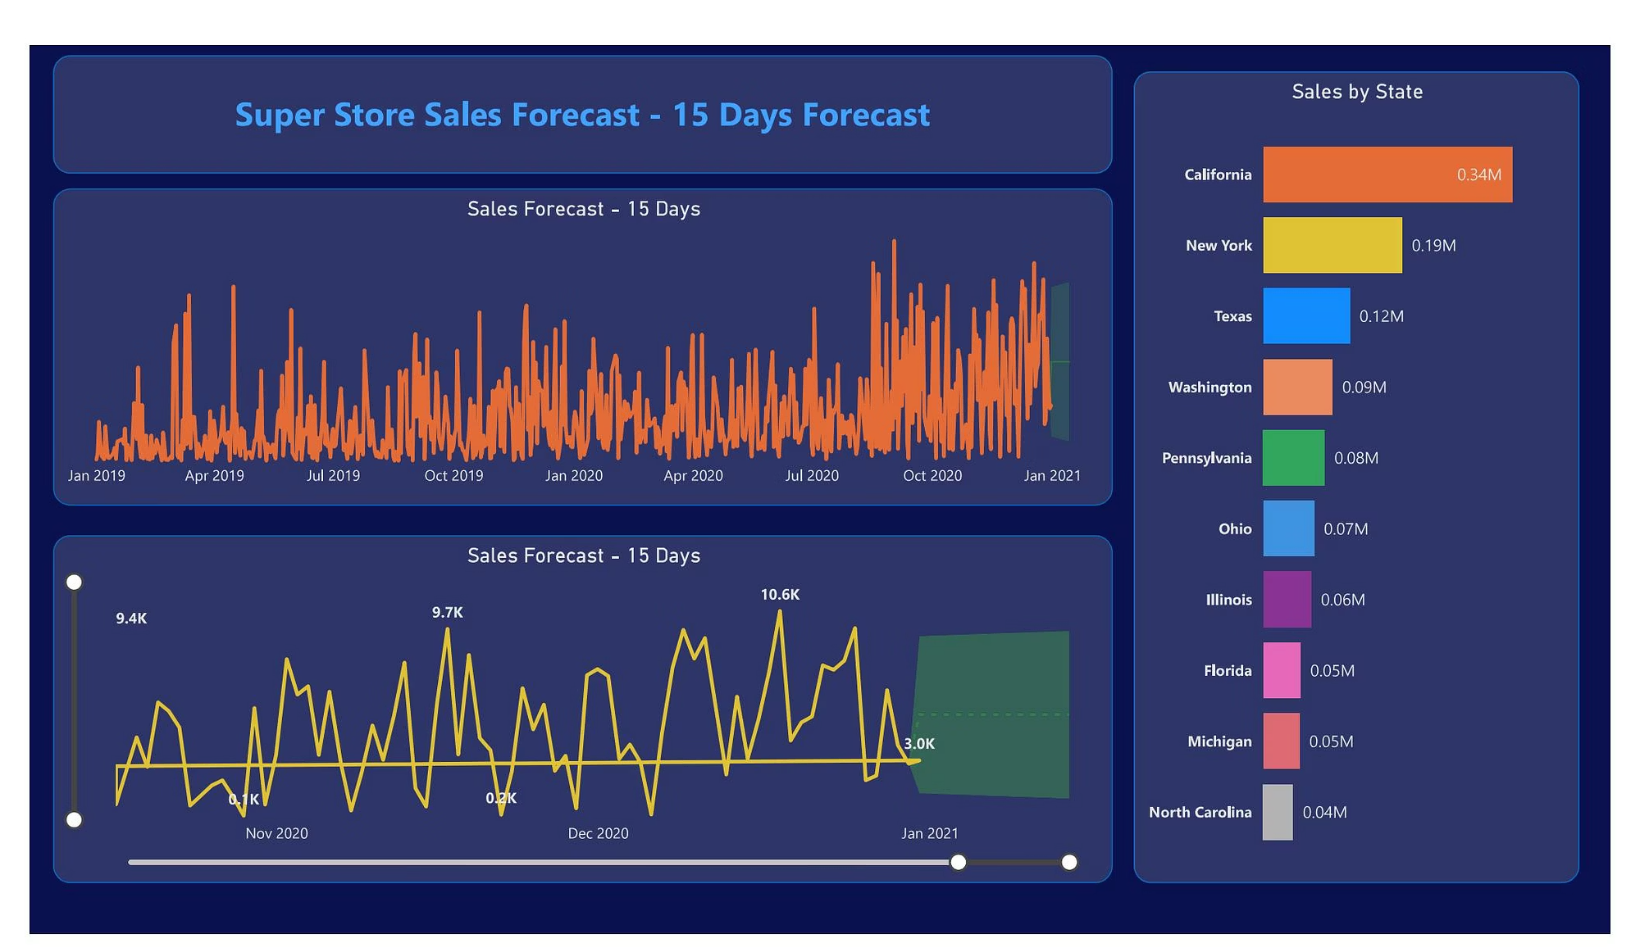 Super Store Sales Forecast - 15 Days Forecast
Sales Forecast - 15 Days
Jan 2019 Apr 2019 Jul 2019 Oct 2019 Jan 2020 Apr 2020 Jul 2020 Oct 2020 Jan 2021
Sales Forecast - 15 Days
10.6K
9.7K
9.4K
3.0K
0.1K 0.2K
Nov 2020 Dec 2020 Jan 2021
Sales by State
California 0.34M
New York 0.19M
Texas 0.12M
Washington 0.09M
Pennsylvania 0.08M
Ohio 0.07M
Illinois 0.06M
Florida 0.05M
Michigan 0.05M
North Carolina 0.04M